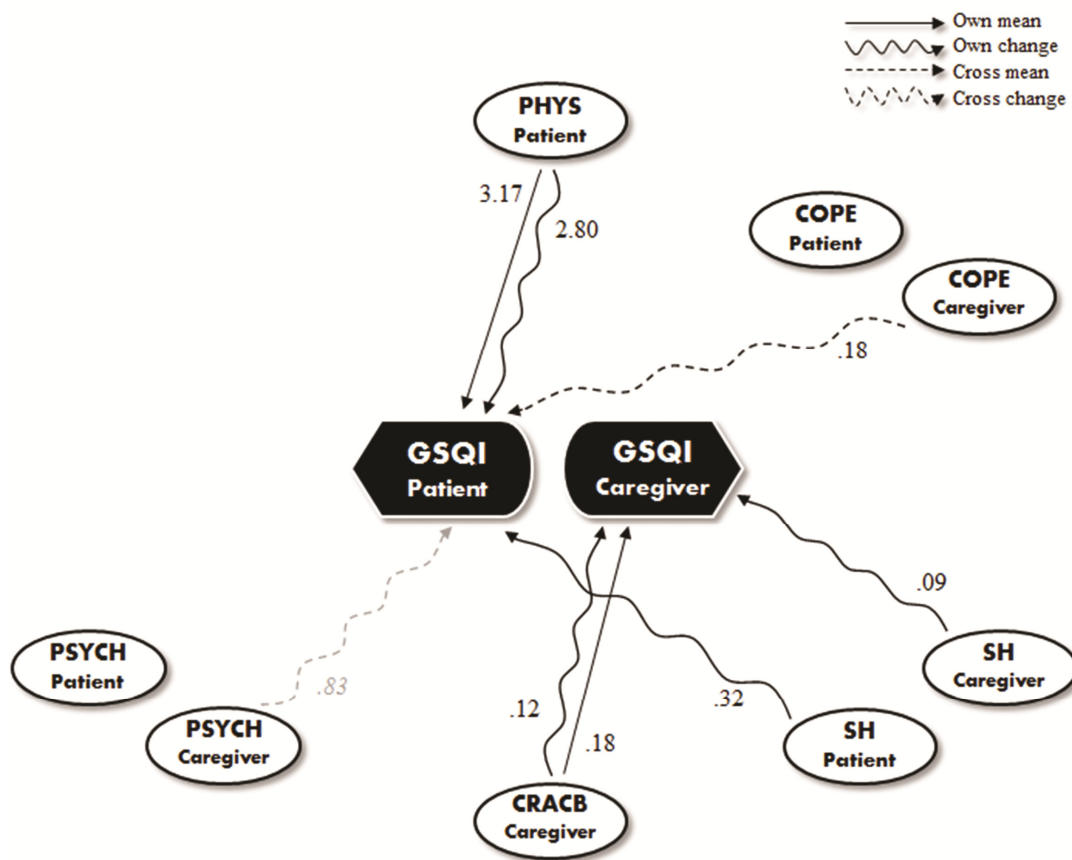 Own mean
Own change
Cross mean
Cross change
PHYS
Patient
3.17
2.80
COPE
Patient
COPE
Caregiver
.18
GSQI
Patient
GSQI
Caregiver
.09
PSYCH
Patient
.83
SH
Caregiver
PSYCH
Caregiver
.12
.18
.32
SH
Patient
CRACB
Caregiver